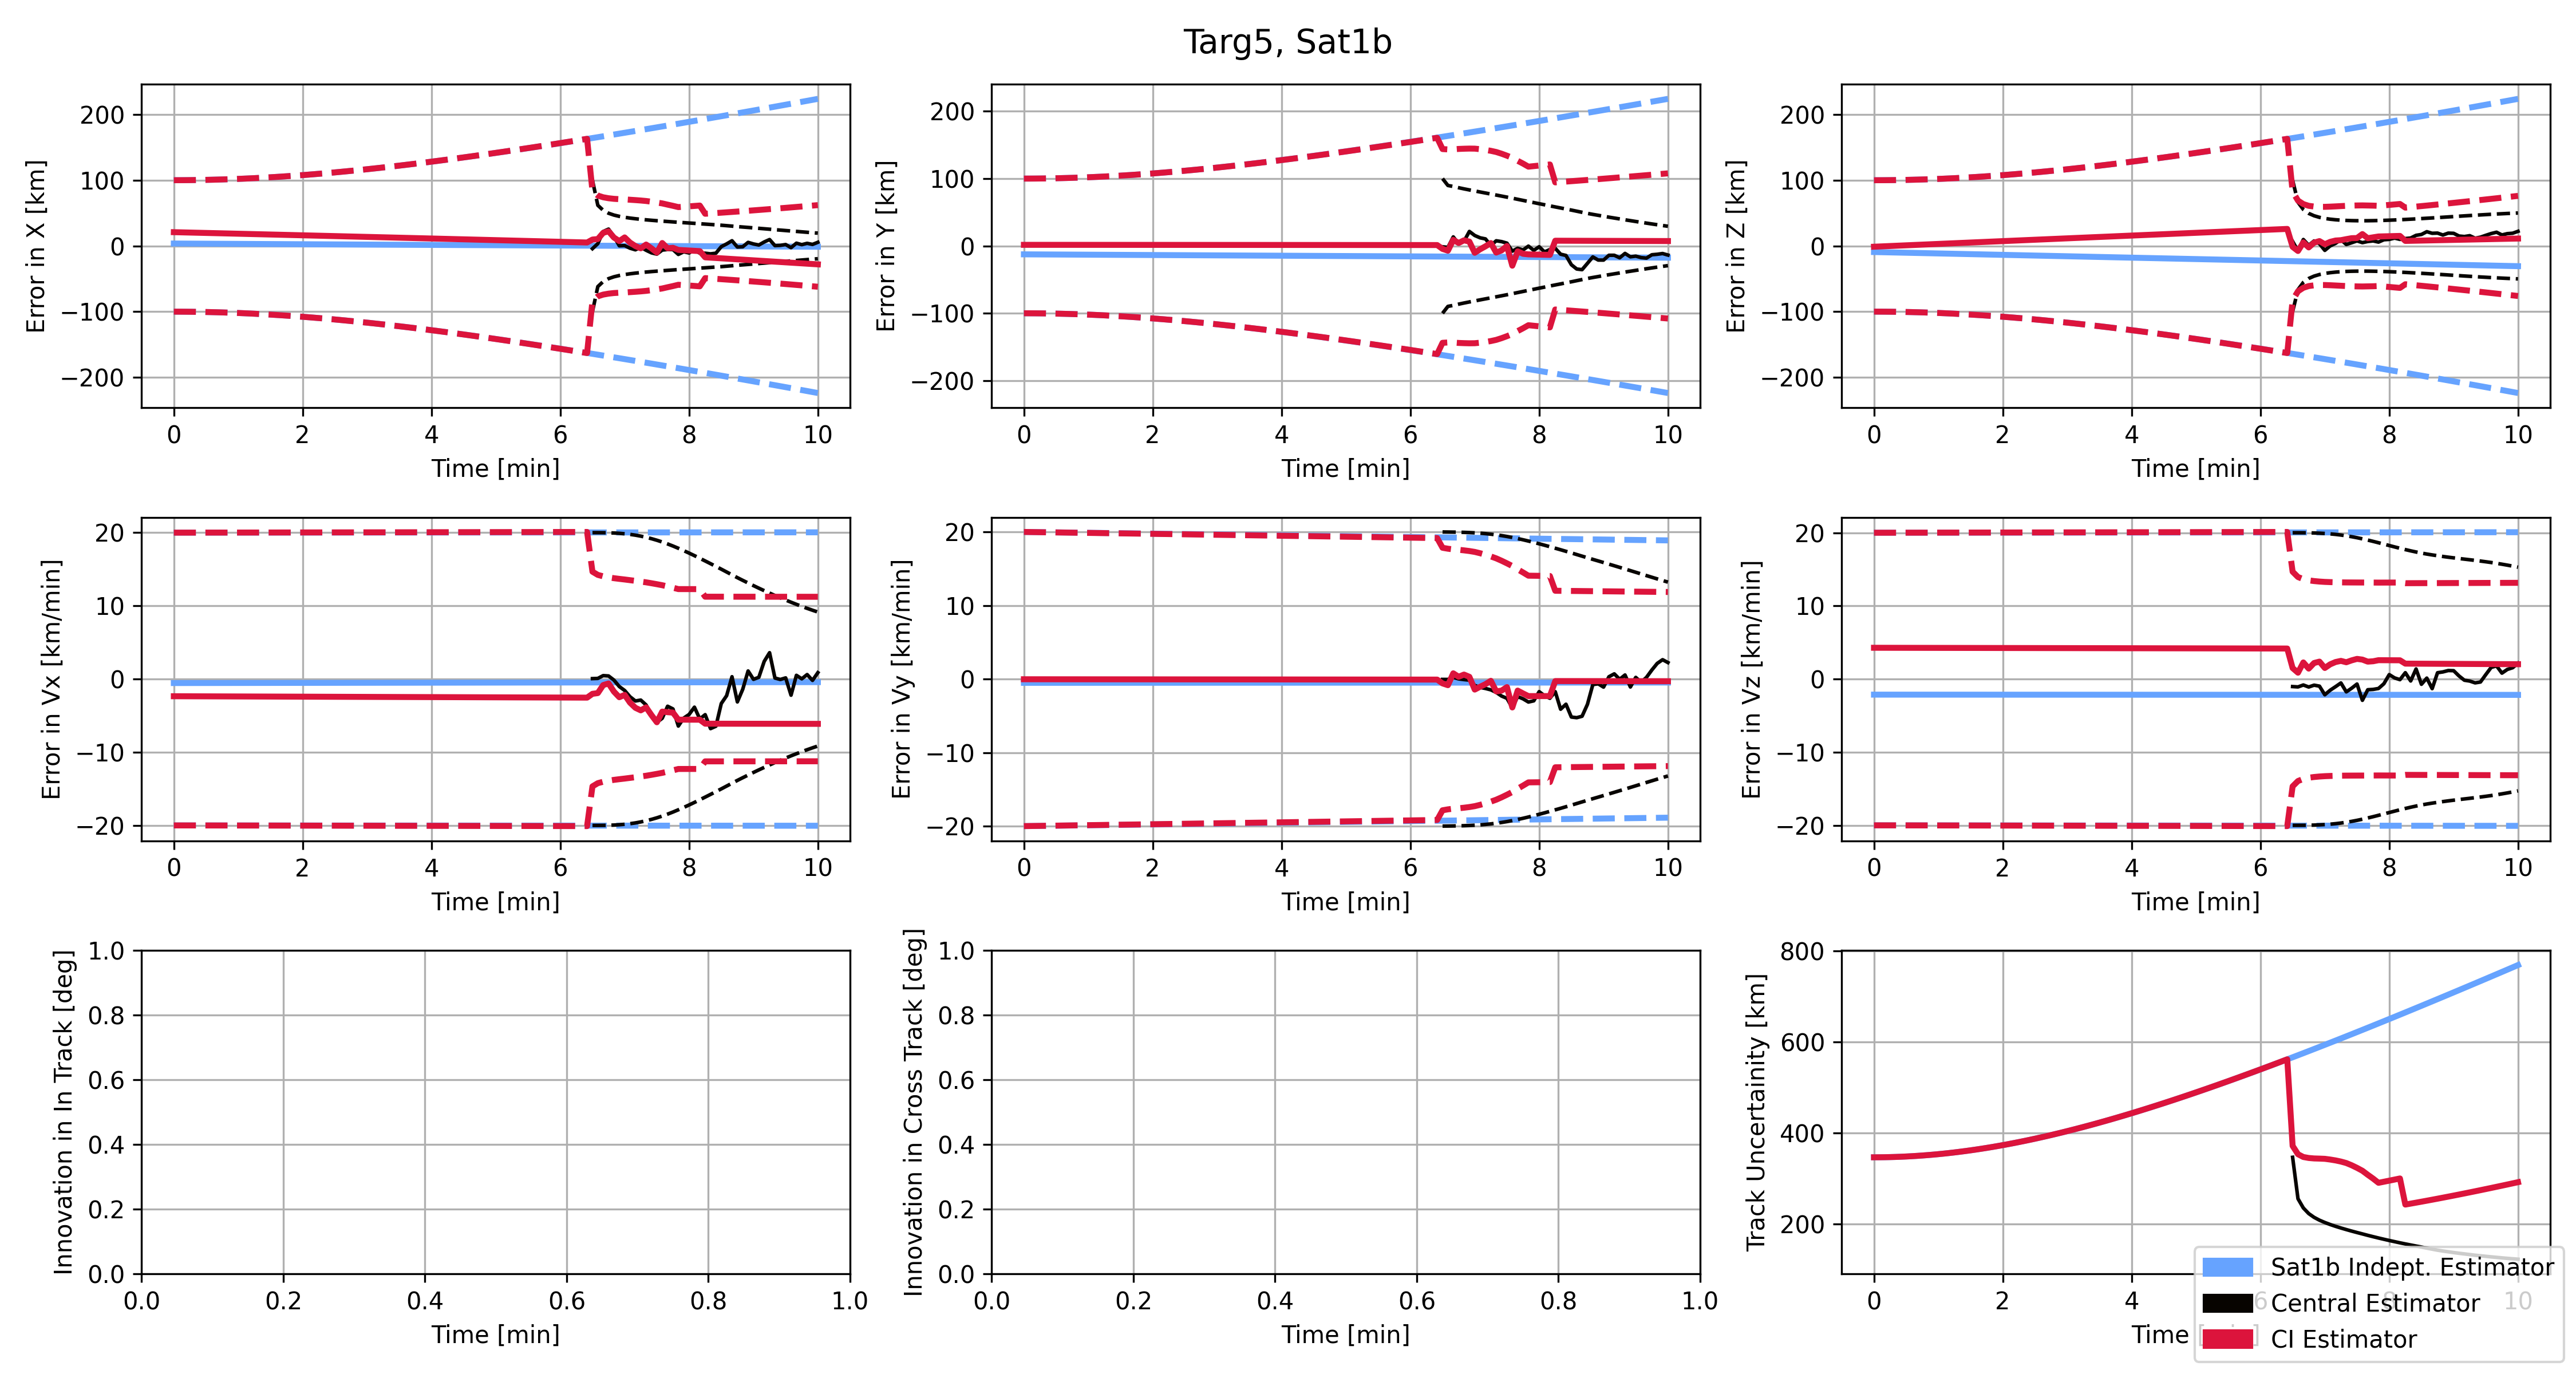 Targ5, Sat1b
Error in X [km]
200
100
0
−100
−200
0 2 4 6 8 10
Time [min]
Error in Y [km]
200
100
0
−100
−200
0 2 4 6 8 10
Time [min]
Error in Z [km]
200
100
0
−100
−200
0 2 4 6 8 10
Time [min]
Error in Vx [km/min]
20
10
0
−10
−20
0 2 4 6 8 10
Time [min]
Error in Vy [km/min]
20
10
0
−10
−20
0 2 4 6 8 10
Time [min]
Error in Vz [km/min]
20
10
0
−10
−20
0 2 4 6 8 10
Time [min]
Innovation in In Track [deg]
1.0
0.8
0.6
0.4
0.2
0.0
0.0 0.2 0.4 0.6 0.8 1.0
Time [min]
Innovation in Cross Track [deg]
1.0
0.8
0.6
0.4
0.2
0.0
0.0 0.2 0.4 0.6 0.8 1.0
Time [min]
Track Uncertainity [km]
800
600
400
200
0 2 4 6 10
Time
Sat1b Indept. Estimator
Central Estimator
CI Estimator